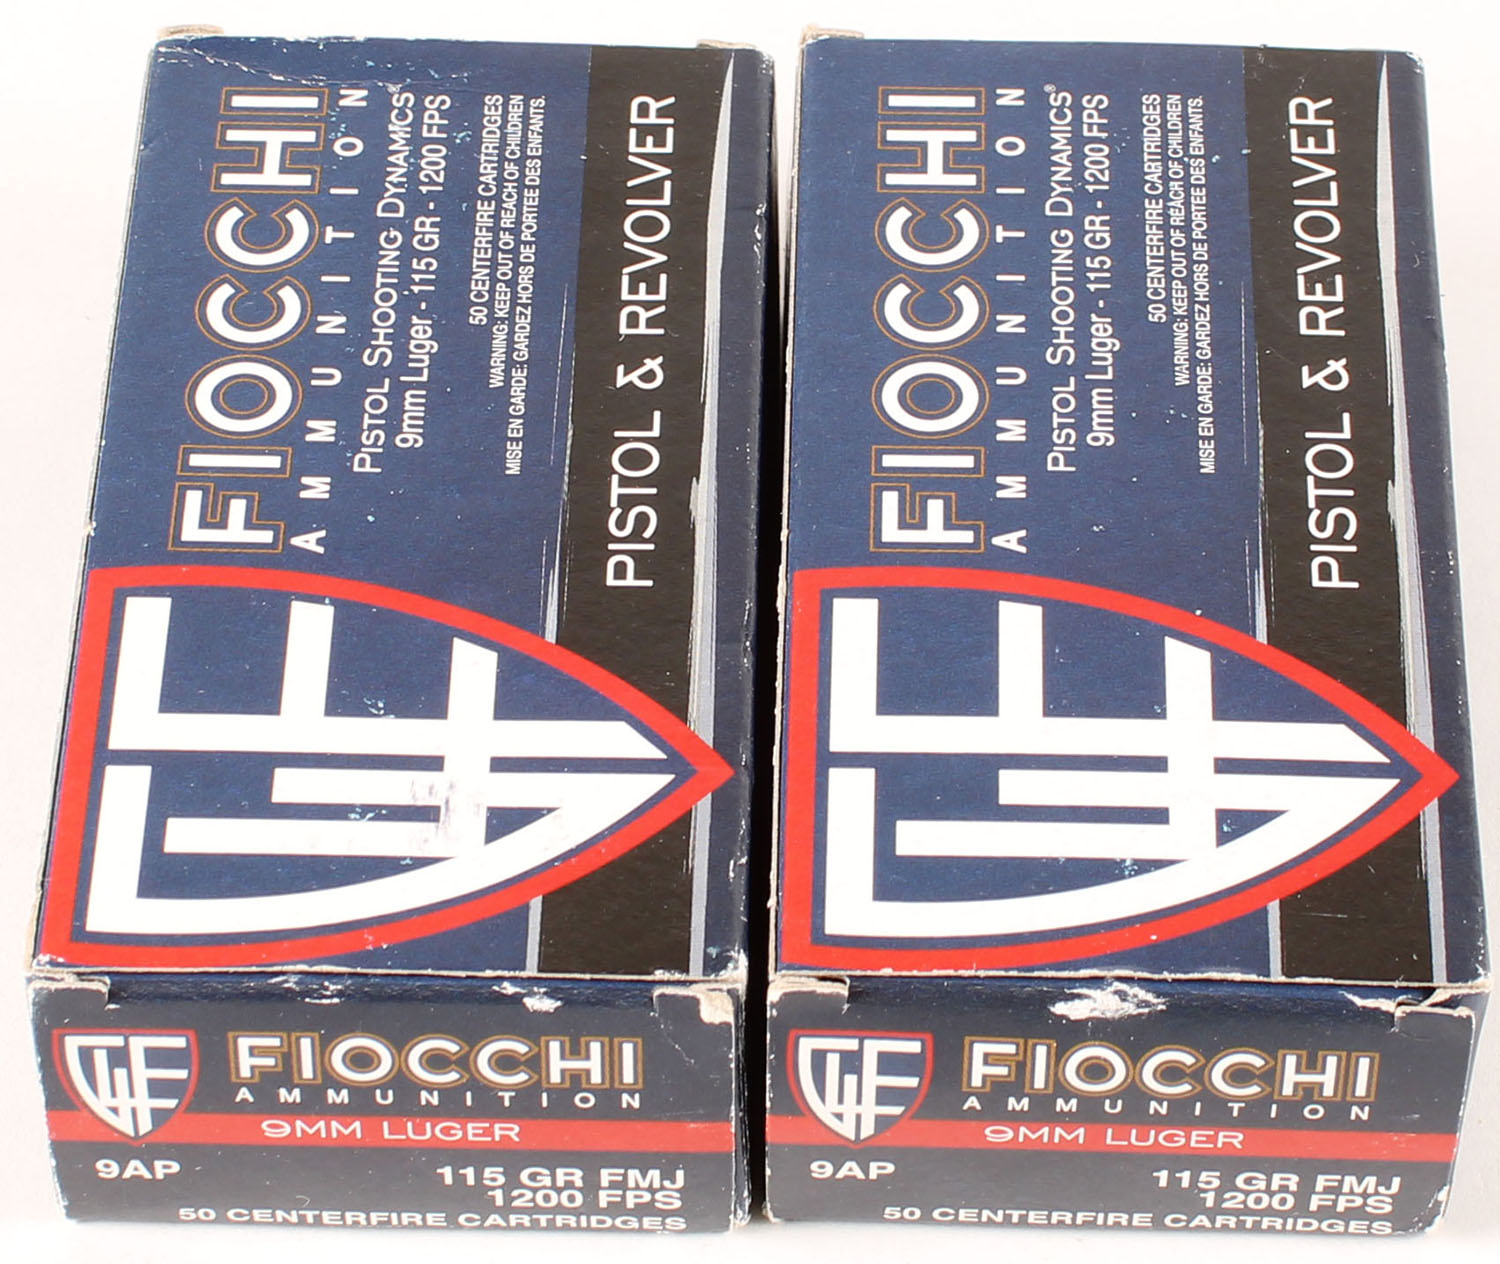 FIOCCHI
AMMUNITION
PISTOL SHOOTING DYNAMICS®
9mm Luger - 115 GR - 1200 FPS
50 CENTERFIRE CARTRIDGES
WARNING: KEEP OUT OF REACH OF CHILDREN
MISE EN GARDE: GARDEZ HORS DE PORTEE DES ENFANTS.
PISTOL & REVOLVER
GFL
FIOCCHI
AMMUNITION
9MM LUGER
9AP
115 GR FMJ
1200 FPS
50 CENTERFIRE CARTRIDGES
FIOCCHI
AMMUNITION
PISTOL SHOOTING DYNAMICS®
9mm Luger - 115 GR - 1200 FPS
50 CENTERFIRE CARTRIDGES
WARNING: KEEP OUT OF REACH OF CHILDREN
MISE EN GARDE: GARDEZ HORS DE PORTEE DES ENFANTS.
PISTOL & REVOLVER
GFL
FIOCCHI
AMMUNITION
9MM LUGER
9AP
115 GR FMJ
1200 FPS
50 CENTERFIRE CARTRIDGES